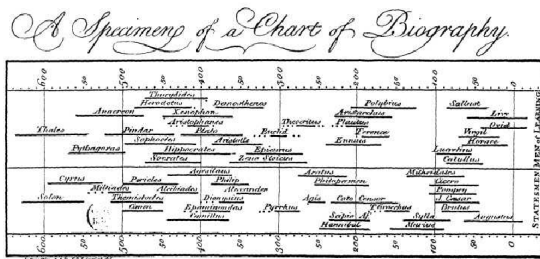 A Specimen of a Chart of Biography.
600 50 500 50 400 50 300 50 200 50 100 50 0
Thucydides
Herodotus Demosthenes Polybius Sallust
Anacreon Xenophon Livy
Aristophanes Theocritus Plautus Ovid
Thales Pindar Plato Euclid Terence Virgil
Sophocles Aristotle Ennius Horace
Pythagoras Hippocrates Epicurus Lucretius
Socrates Zeno Stoicus Catullus
MEN of LEARNING
Agesilaus Aratus Mithridates
Cyrus Pericles Philip Philopoemen Cicero
Miltiades Alcibiades Alexander Pompey
Solon Themistocles Dionysius Agis Cato Censor J. Caesar
Cimon Epaminondas Pyrrhus Brutus
Camillus Scipio Af. Sylla Augustus
Hannibal Marius
STATESMEN
600 50 500 50 400 50 300 50 200 50 100 50 0